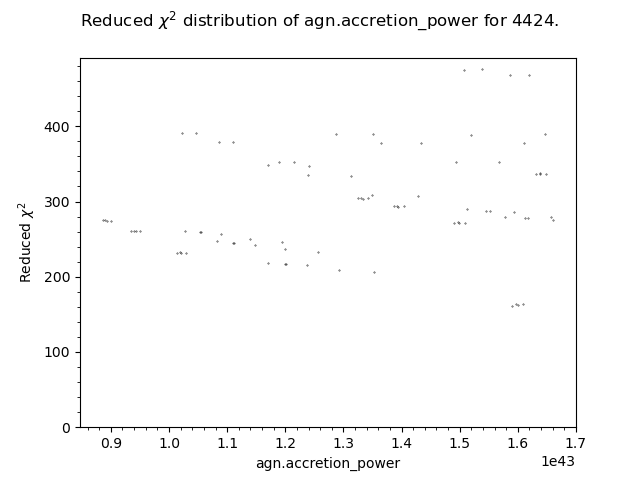 Reduced χ² distribution of agn.accretion_power for 4424.
Reduced χ²
400
300
200
100
0
0.9 1.0 1.1 1.2 1.3 1.4 1.5 1.6 1.7
1e43
agn.accretion_power